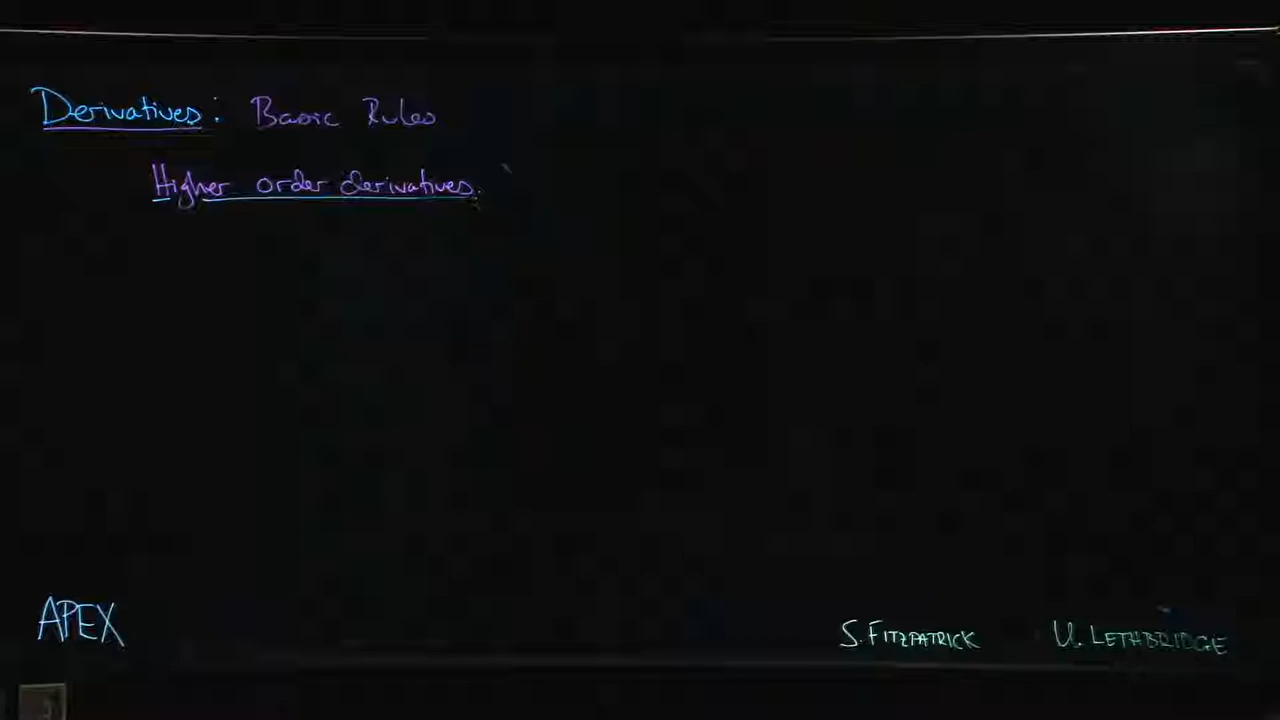 Derivatives: Basic Rules
Higher order derivatives.
APEX
S. FITZPATRICK U. LETHBRIDGE